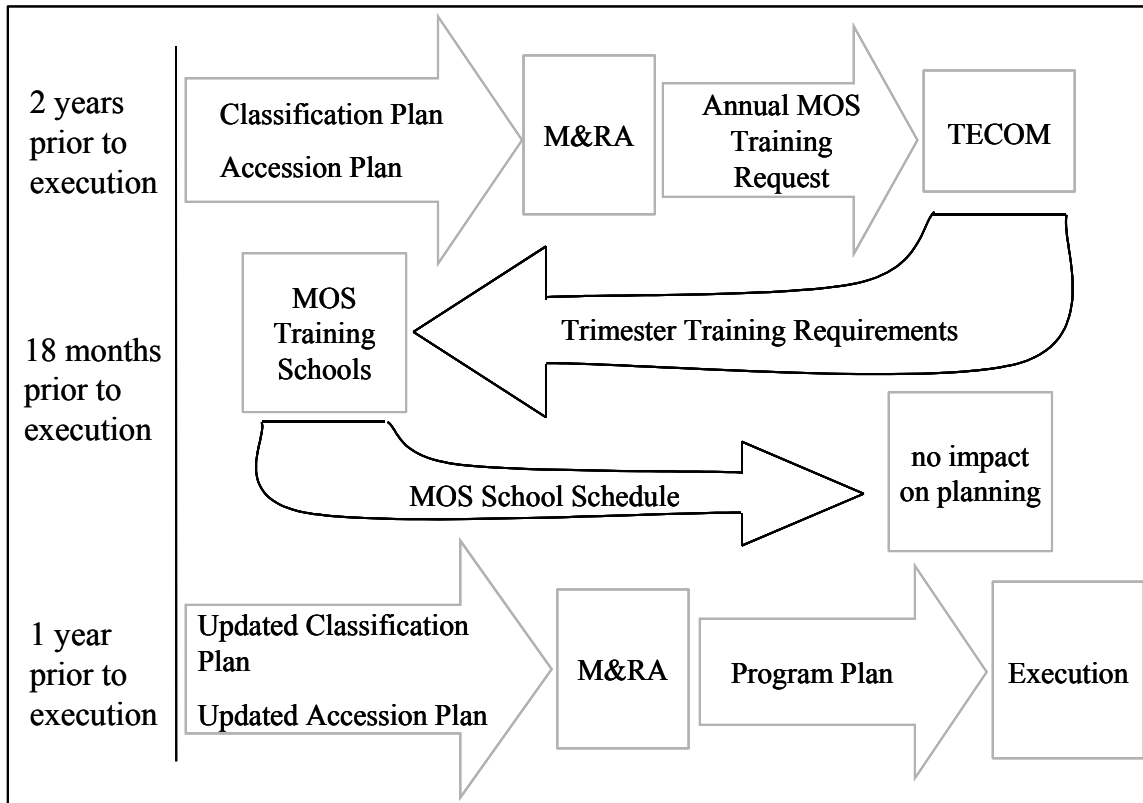 2 years
prior to
execution
Classification Plan
Accession Plan
M&RA
Annual MOS
Training
Request
TECOM
18 months
prior to
execution
MOS
Training
Schools
Trimester Training Requirements
MOS School Schedule
no impact
on planning
1 year
prior to
execution
Updated Classification
Plan
Updated Accession Plan
M&RA
Program Plan
Execution